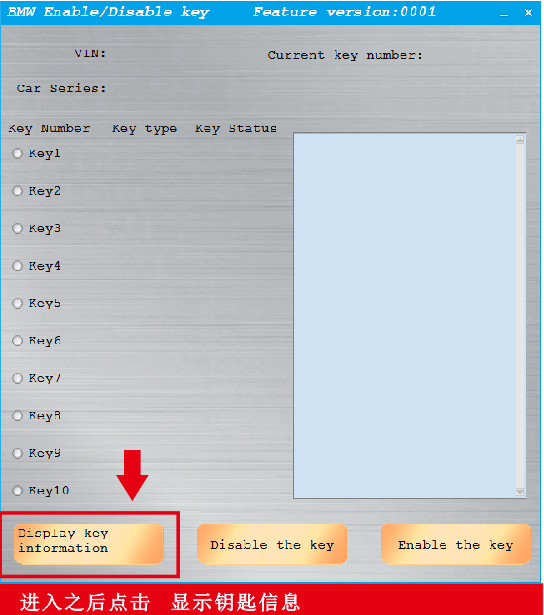 BMW Enable/Disable key Feature version:0001
VIN: Current key number:
Car Series:
Key Number Key type Key Status
Key1
Key2
Key3
Key4
Key5
Key6
Key7
Key8
Key9
Key10
Display key
information
Disable the key
Enable the key
进入之后点击 显示钥匙信息